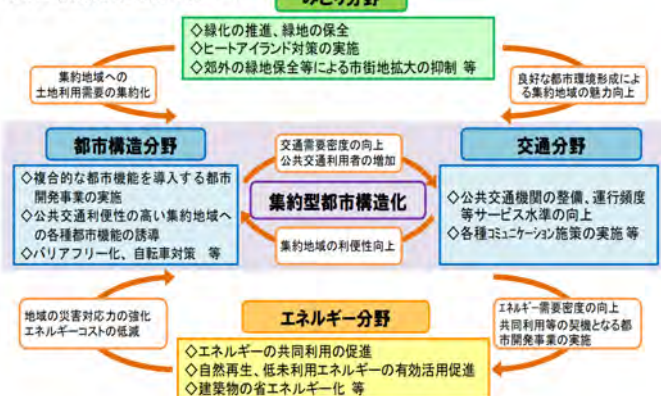 みどり分野
◇緑化の推進、緑地の保全
◇ヒートアイランド対策の実施
◇郊外の緑地保全等による市街地拡大の抑制 等
集約地域への
土地利用需要の集約化
良好な都市環境形成によ
る集約地域の魅力向上
都市構造分野
◇複合的な都市機能を導入する都市
開発事業の実施
◇公共交通利便性の高い集約地域へ
の各種都市機能の誘導
◇バリアフリー化、自転車対策 等
交通需要密度の向上
公共交通利用者の増加
集約型都市構造化
集約地域の利便性向上
交通分野
◇公共交通機関の整備、運行頻度
等サービス水準の向上
◇各種コミュニケーション施策の実施 等
地域の災害対応力の強化
エネルギーコストの低減
エネルギー分野
◇エネルギーの共同利用の促進
◇自然再生、低未利用エネルギーの有効活用促進
◇建築物の省エネルギー化 等
エネルギー需要密度の向上
共同利用等の契機となる都
市開発事業の実施